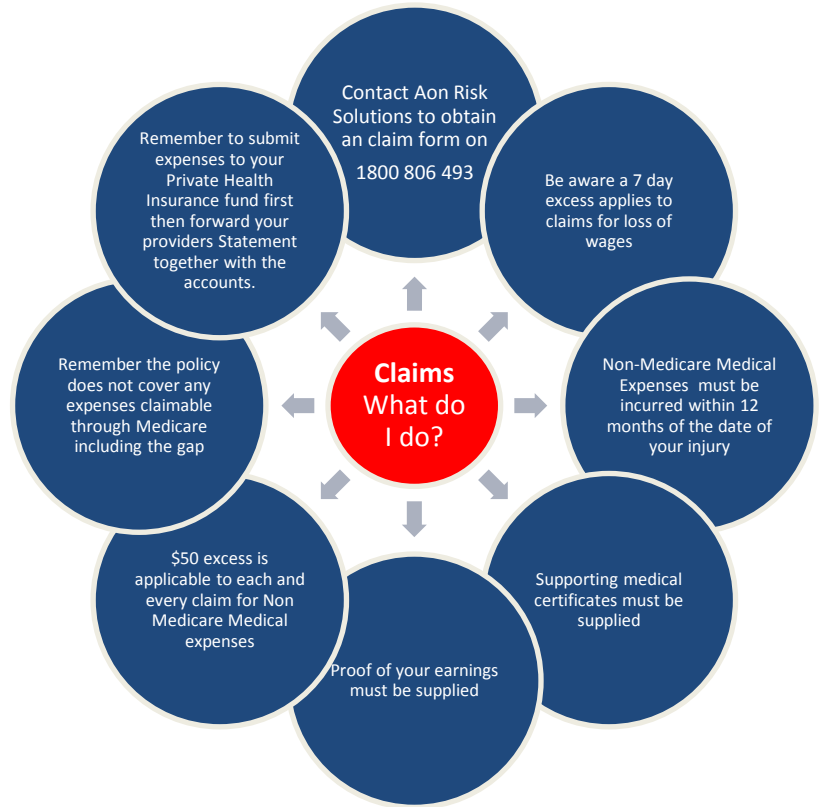 Contact Aon Risk
Solutions to obtain
an claim form on
1800 806 493
Be aware a 7 day
excess applies to
claims for loss of
wages
Non-Medicare Medical
Expenses must be
incurred within 12
months of the date of
your injury
Supporting medical
certificates must be
supplied
Proof of your earnings
must be supplied
$50 excess is
applicable to each and
every claim for Non
Medicare Medical
expenses
Remember the policy
does not cover any
expenses claimable
through Medicare
including the gap
Remember to submit
expenses to your
Private Health
Insurance fund first
then forward your
providers Statement
together with the
accounts.
Claims
What do
I do?